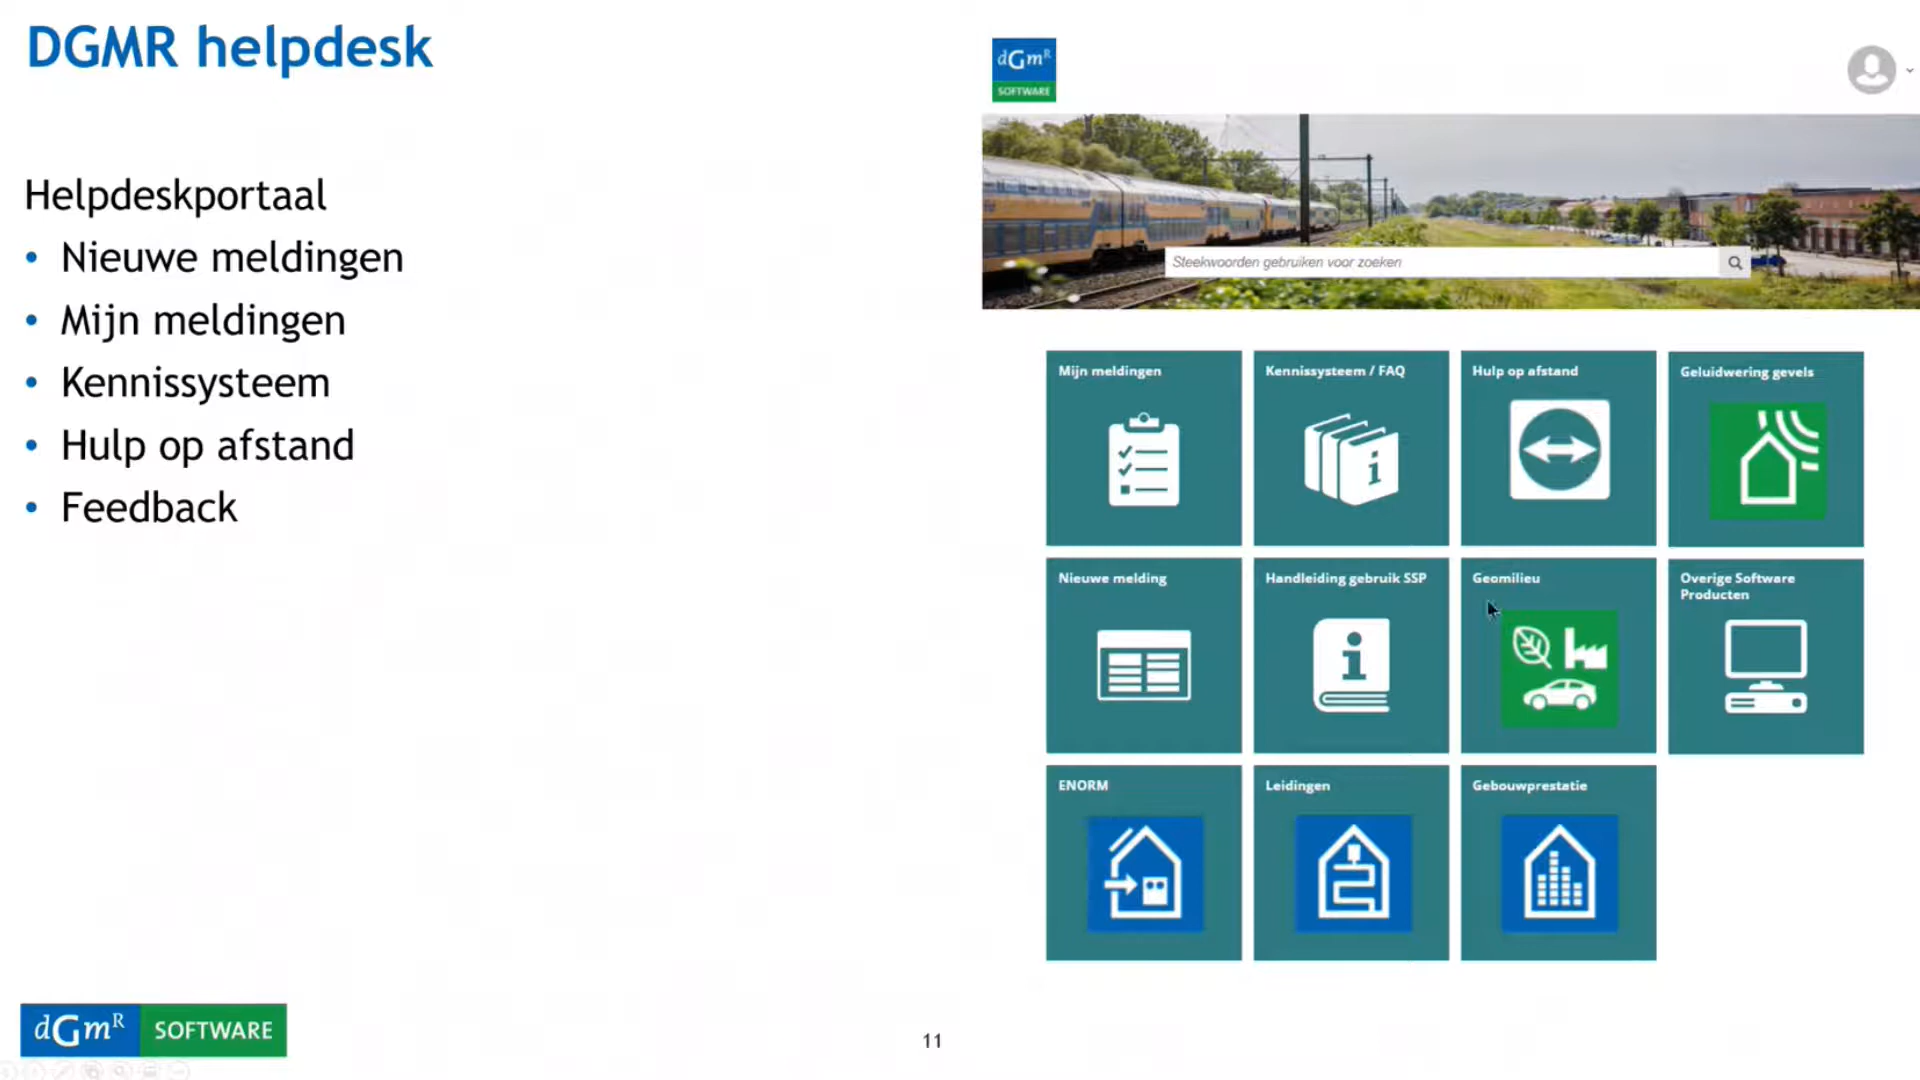 DGMR helpdesk
Helpdeskportaal
• Nieuwe meldingen
• Mijn meldingen
• Kennissysteem
• Hulp op afstand
• Feedback
dGmR
SOFTWARE
Steekwoorden gebruiken voor zoeken
Mijn meldingen
Kennissysteem / FAQ
Hulp op afstand
Geluidwering gevels
Nieuwe melding
Handleiding gebruik SSP
Geomilieu
Overige Software
Producten
ENORM
Leidingen
Gebouwprestatie
dGmR SOFTWARE
11